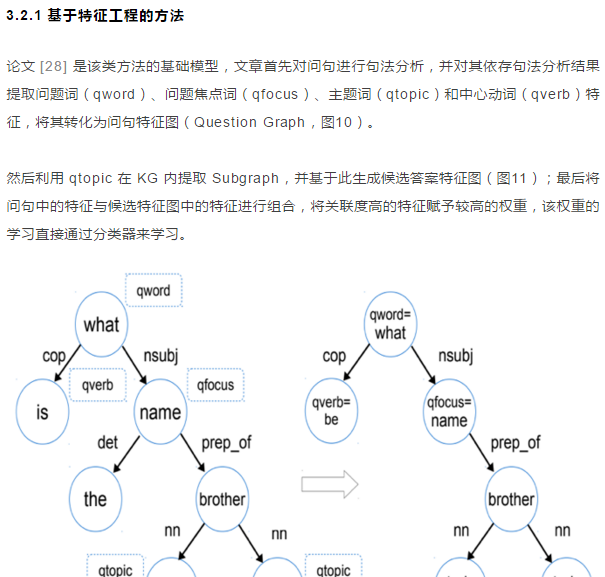 3.2.1 基于特征工程的方法
论文 [28] 是该类方法的基础模型，文章首先对问句进行句法分析，并对其依存句法分析结果
提取问题词（qword）、问题焦点词（qfocus）、主题词（qtopic）和中心动词（qverb）特
征，将其转化为问句特征图（Question Graph，图10）。
然后利用 qtopic 在 KG 内提取 Subgraph，并基于此生成候选答案特征图（图11）；最后将
问句中的特征与候选特征图中的特征进行组合，将关联度高的特征赋予较高的权重，该权重的
学习直接通过分类器来学习。
qword
what
cop
nsubj
qverb
qfocus
is
name
det
prep_of
the
brother
nn
nn
qtopic
qtopic
qword=
what
cop
nsubj
qverb=
be
qfocus=
name
prep_of
brother
nn
nn